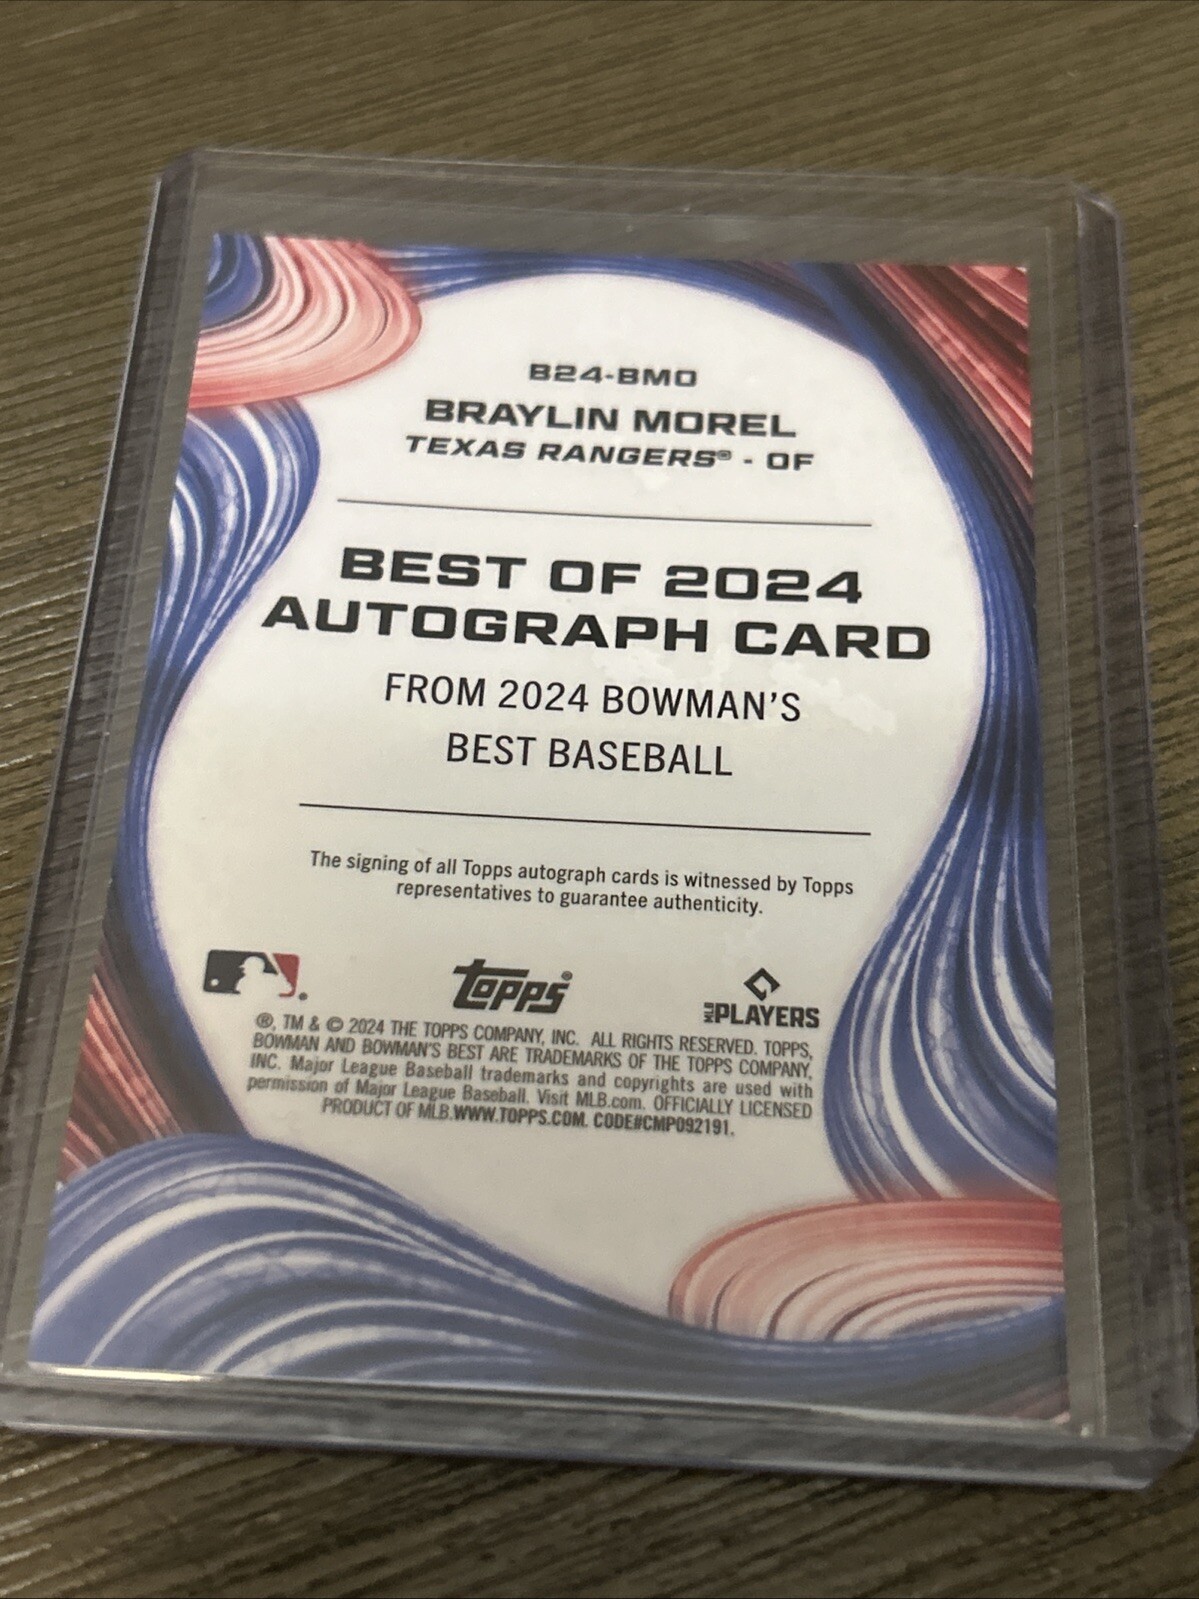 B24-BMO
BRAYLIN MOREL
TEXAS RANGERS® - OF
BEST OF 2024
AUTOGRAPH CARD
FROM 2024 BOWMAN'S
BEST BASEBALL
The signing of all Topps autograph cards is witnessed by Topps
representatives to guarantee authenticity.
topps®
MLB PLAYERS
®, TM & © 2024 THE TOPPS COMPANY, INC. ALL RIGHTS RESERVED. TOPPS,
BOWMAN AND BOWMAN'S BEST ARE TRADEMARKS OF THE TOPPS COMPANY,
INC. Major League Baseball trademarks and copyrights are used with
permission of Major League Baseball. Visit MLB.com. OFFICIALLY LICENSED
PRODUCT OF MLB.WWW.TOPPS.COM. CODE#CMP092191.